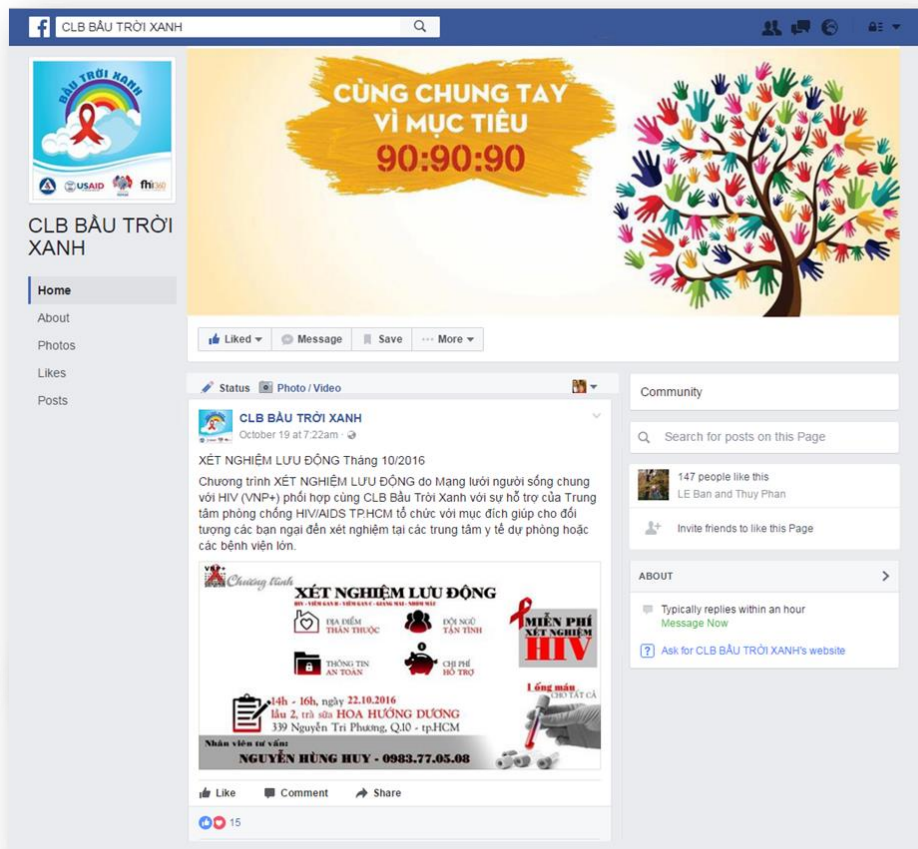 CLB BẦU TRỜI XANH
BẦU TRỜI XANH
USAID
fhi360
CLB BẦU TRỜI
XANH
Home
About
Photos
Likes
Posts
CÙNG CHUNG TAY
VÌ MỤC TIÊU
90:90:90
Liked
Message
Save
More
Status
Photo / Video
CLB BẦU TRỜI XANH
October 19 at 7:22am
XÉT NGHIỆM LƯU ĐỘNG Tháng 10/2016
Chương trình XÉT NGHIỆM LƯU ĐỘNG do Mạng lưới người sống chung
với HIV (VNP+) phối hợp cùng CLB Bầu Trời Xanh với sự hỗ trợ của Trung
tâm phòng chống HIV/AIDS TP.HCM tổ chức với mục đích giúp cho đối
tượng các bạn ngại đến xét nghiệm tại các trung tâm y tế dự phòng hoặc
các bệnh viện lớn.
VNP+
Chương trình
XÉT NGHIỆM LƯU ĐỘNG
HIV - VIÊM GAN B - VIÊM GAN C - GIANG MAI - NHÓM MÁU
ĐỊA ĐIỂM
THÂN THUỘC
ĐỘI NGŨ
TẬN TÌNH
THÔNG TIN
AN TOÀN
CHI PHÍ
HỖ TRỢ
MIỄN PHÍ
XÉT NGHIỆM
HIV
1 ống máu
CHO TẤT CẢ
14h - 16h, ngày 22.10.2016
lầu 2, trà sữa HOA HƯỚNG DƯƠNG
339 Nguyễn Tri Phương, Q.10 - tp.HCM
Nhân viên tư vấn:
NGUYỄN HÙNG HUY - 0983.77.05.08
Like
Comment
Share
15
Community
Search for posts on this Page
147 people like this
LE Ban and Thuy Phan
Invite friends to like this Page
ABOUT
Typically replies within an hour
Message Now
Ask for CLB BẦU TRỜI XANH's website